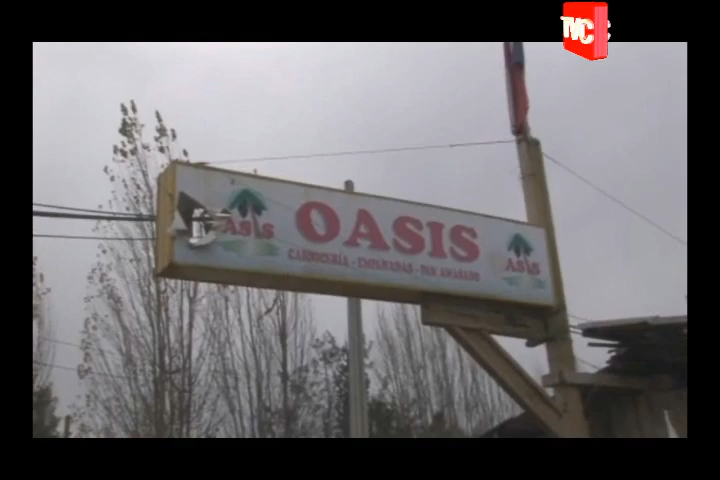 TVC
ASIS
OASIS
CARNICERÍA - EMPANADAS - PAN AMASADO
ASIS